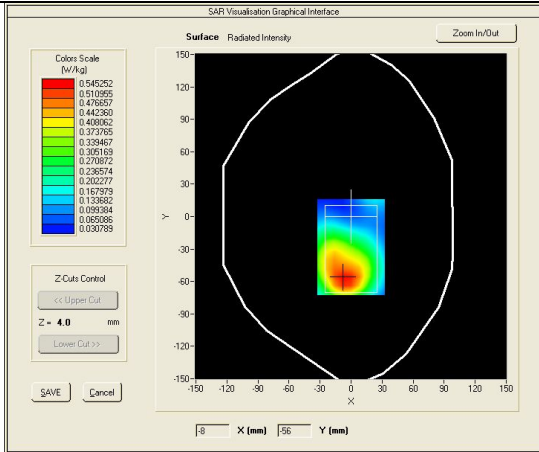 SAR Visualisation Graphical Interface
Surface Radiated Intensity
Zoom In/Out
Colors Scale
(W/kg)
0.545252
0.510955
0.476657
0.442360
0.408062
0.373765
0.339467
0.305169
0.270872
0.236574
0.202277
0.167979
0.133682
0.099384
0.065086
0.030789
Z-Cuts Control
<< Upper Cut
Z = 4.0 mm
Lower Cut >>
SAVE Cancel
150
120
90
60
30
Y 0
-30
-60
-90
-120
-150
-150 -120 -90 -60 -30 0 30 60 90 120 150
X
-8 X (mm) -56 Y (mm)